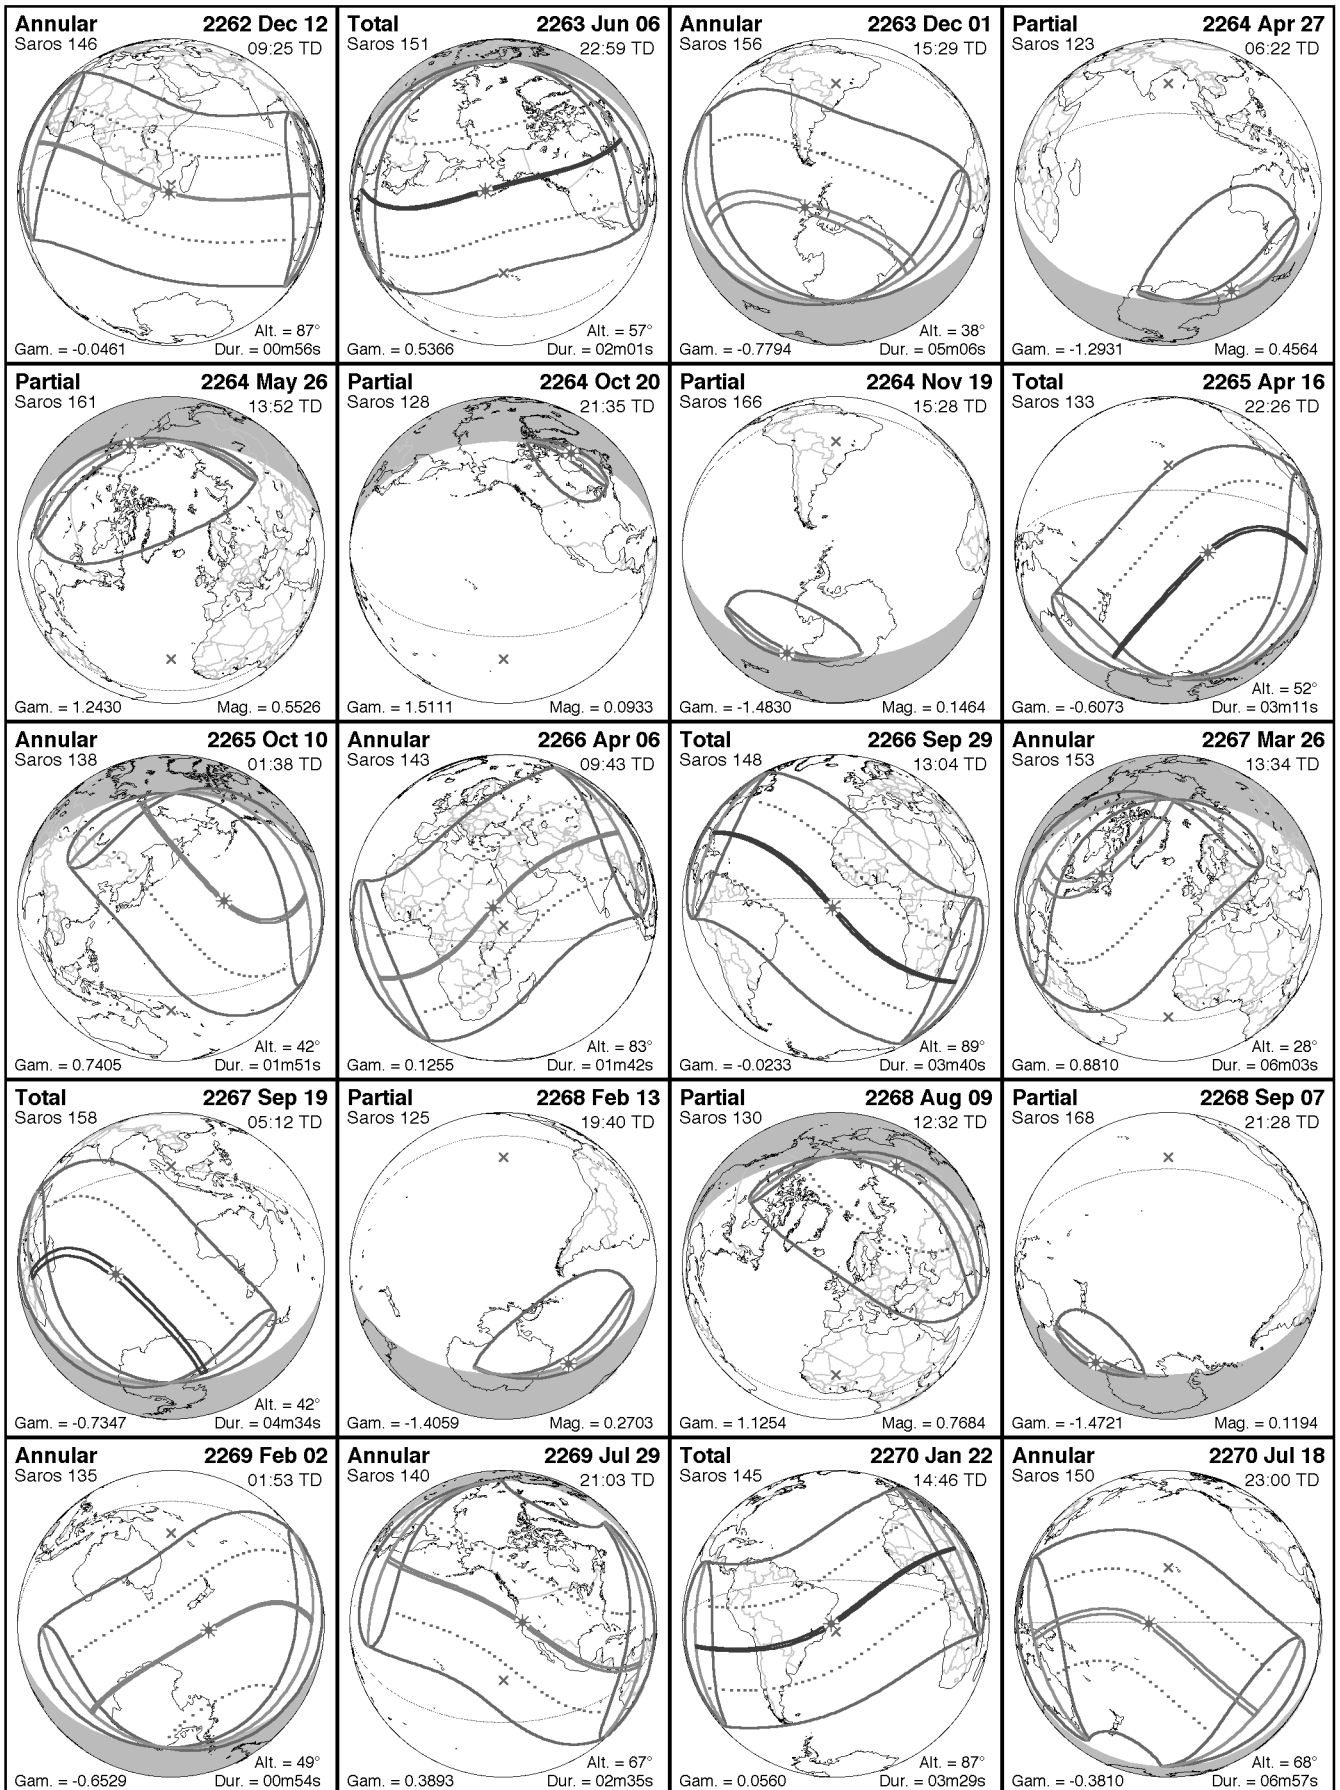 Annular 2262 Dec 12
Saros 146 09:25 TD
Alt. = 87°
Gam. = -0.0461 Dur. = 00m56s
Total 2263 Jun 06
Saros 151 22:59 TD
Alt. = 57°
Gam. = 0.5366 Dur. = 02m01s
Annular 2263 Dec 01
Saros 156 15:29 TD
Alt. = 38°
Gam. = -0.7794 Dur. = 05m06s
Partial 2264 Apr 27
Saros 123 06:22 TD
Gam. = -1.2931 Mag. = 0.4564
Partial 2264 May 26
Saros 161 13:52 TD
Gam. = 1.2430 Mag. = 0.5526
Partial 2264 Oct 20
Saros 128 21:35 TD
Gam. = 1.5111 Mag. = 0.0933
Partial 2264 Nov 19
Saros 166 15:28 TD
Gam. = -1.4830 Mag. = 0.1464
Total 2265 Apr 16
Saros 133 22:26 TD
Alt. = 52°
Gam. = -0.6073 Dur. = 03m11s
Annular 2265 Oct 10
Saros 138 01:38 TD
Alt. = 42°
Gam. = 0.7405 Dur. = 01m51s
Annular 2266 Apr 06
Saros 143 09:43 TD
Alt. = 83°
Gam. = 0.1255 Dur. = 01m42s
Total 2266 Sep 29
Saros 148 13:04 TD
Alt. = 89°
Gam. = -0.0233 Dur. = 03m40s
Annular 2267 Mar 26
Saros 153 13:34 TD
Alt. = 28°
Gam. = 0.8810 Dur. = 06m03s
Total 2267 Sep 19
Saros 158 05:12 TD
Alt. = 42°
Gam. = -0.7347 Dur. = 04m34s
Partial 2268 Feb 13
Saros 125 19:40 TD
Gam. = -1.4059 Mag. = 0.2703
Partial 2268 Aug 09
Saros 130 12:32 TD
Gam. = 1.1254 Mag. = 0.7684
Partial 2268 Sep 07
Saros 168 21:28 TD
Gam. = -1.4721 Mag. = 0.1194
Annular 2269 Feb 02
Saros 135 01:53 TD
Alt. = 49°
Gam. = -0.6529 Dur. = 00m54s
Annular 2269 Jul 29
Saros 140 21:03 TD
Alt. = 67°
Gam. = 0.3893 Dur. = 02m35s
Total 2270 Jan 22
Saros 145 14:46 TD
Alt. = 87°
Gam. = 0.0560 Dur. = 03m29s
Annular 2270 Jul 18
Saros 150 23:00 TD
Alt. = 68°
Gam. = -0.3810 Dur. = 06m57s